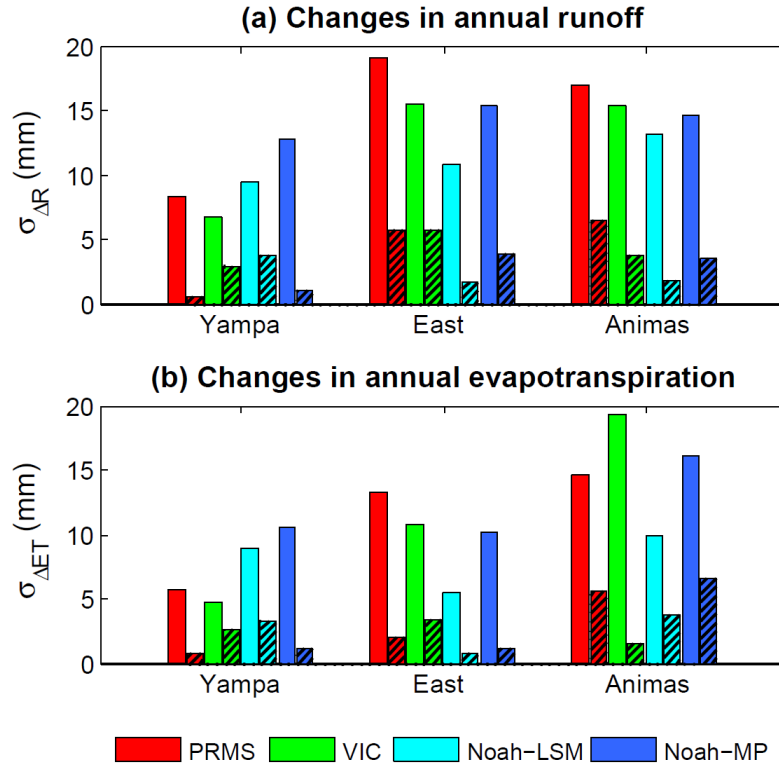 (a) Changes in annual runoff
σΔR (mm)
20
15
10
5
0
Yampa East Animas
(b) Changes in annual evapotranspiration
σΔET (mm)
20
15
10
5
0
Yampa East Animas
PRMS VIC Noah−LSM Noah−MP